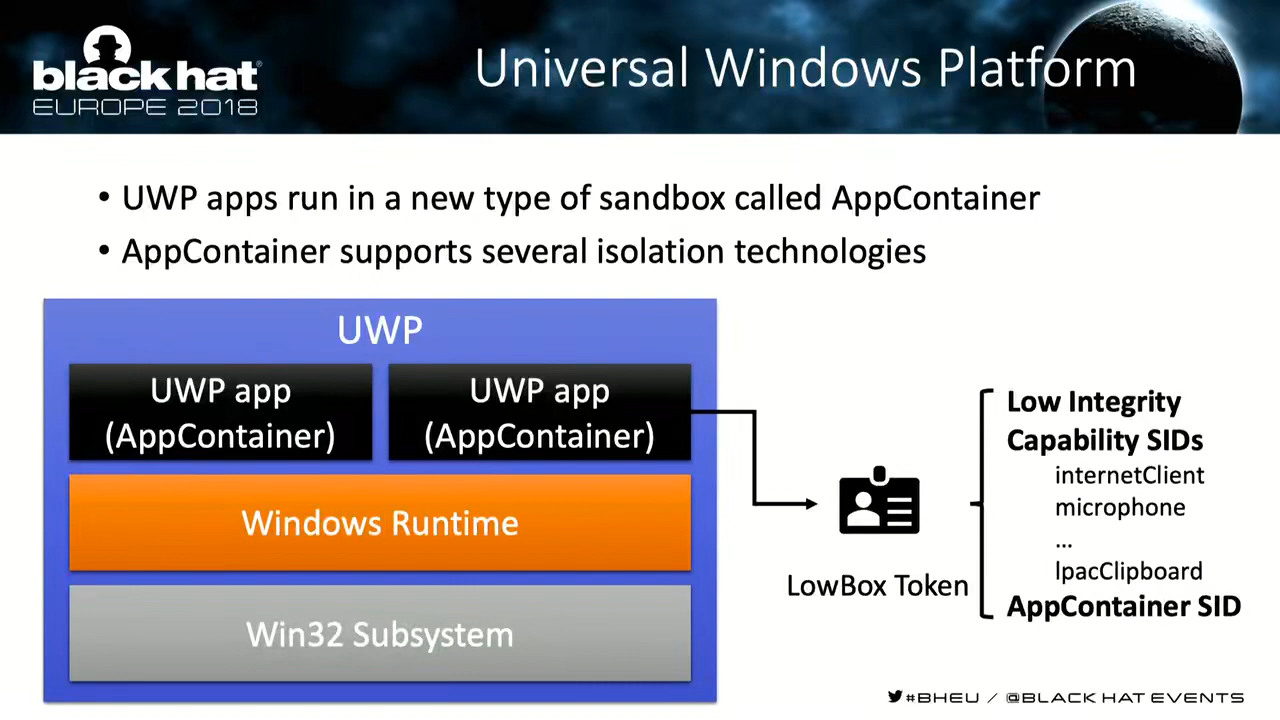 black hat®
EUROPE 2018
Universal Windows Platform
• UWP apps run in a new type of sandbox called AppContainer
• AppContainer supports several isolation technologies
UWP
UWP app
(AppContainer)
UWP app
(AppContainer)
Windows Runtime
Win32 Subsystem
LowBox Token
Low Integrity
Capability SIDs
internetClient
microphone
...
lpacClipboard
AppContainer SID
#BHEU / @BLACK HAT EVENTS